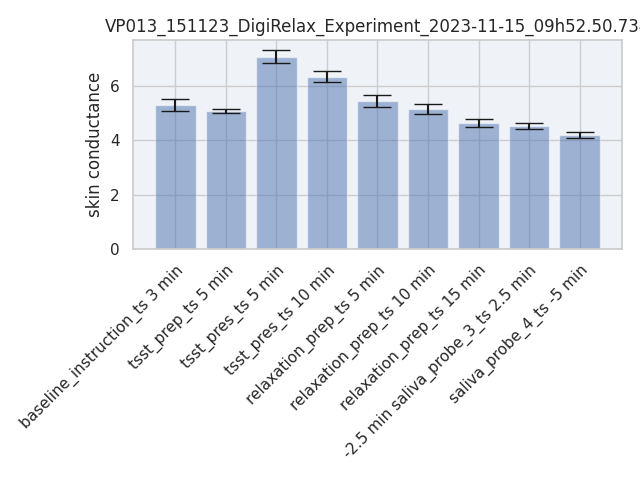 VP013_151123_DigiRelax_Experiment_2023-11-15_09h52.50.73
skin conductance
6
4
2
0
baseline_instruction_ts 3 min
tsst_prep_ts 5 min
tsst_pres_ts 5 min
tsst_pres_ts 10 min
relaxation_prep_ts 5 min
relaxation_prep_ts 10 min
relaxation_prep_ts 15 min
-2.5 min saliva_probe_3_ts 2.5 min
saliva_probe_4_ts -5 min